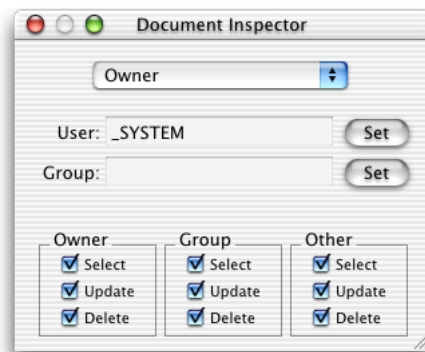 Document Inspector
Owner
User: _SYSTEM Set
Group: Set
Owner Group Other
Select Select Select
Update Update Update
Delete Delete Delete